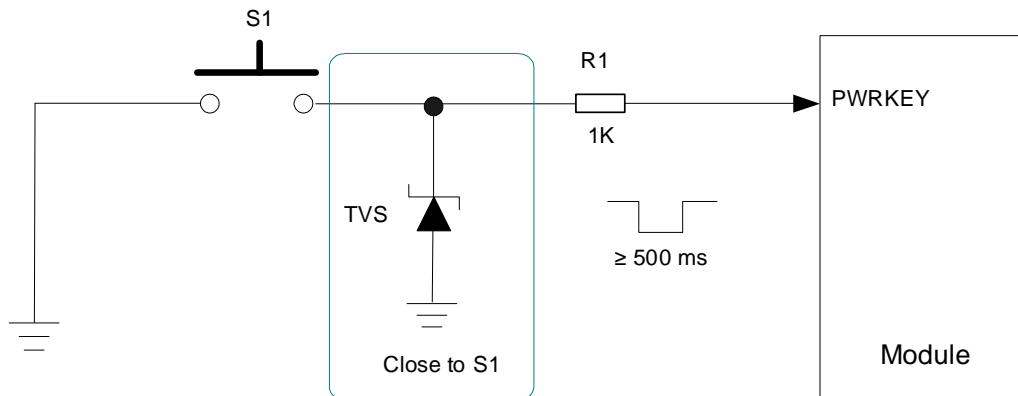 S1
R1
PWRKEY
1K
TVS
≥ 500 ms
Close to S1
Module